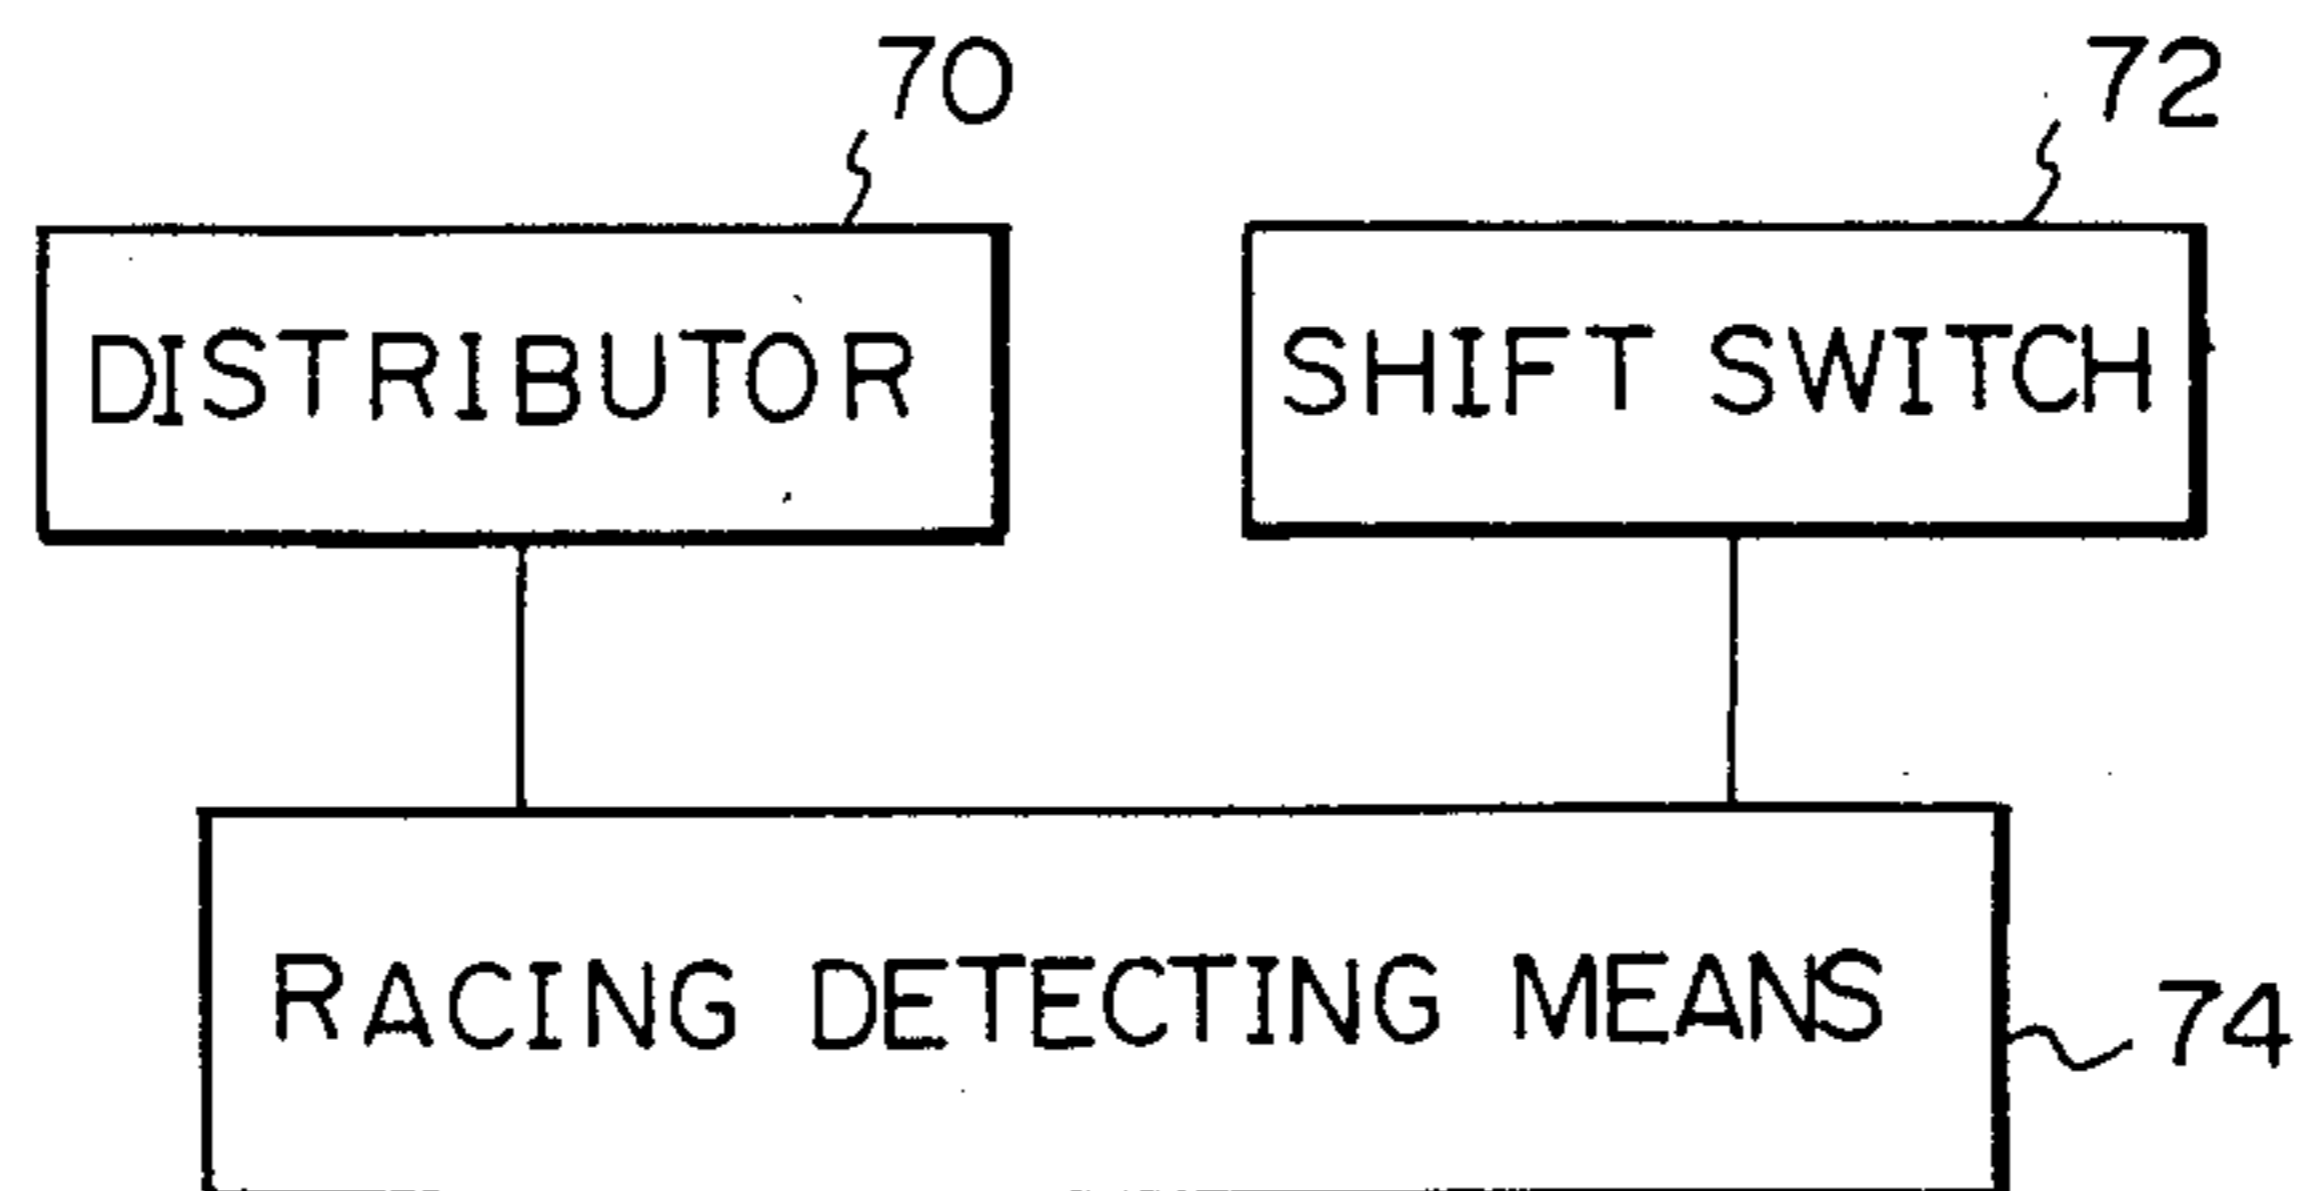 70
72
DISTRIBUTOR
SHIFT SWITCH
RACING DETECTING MEANS
74